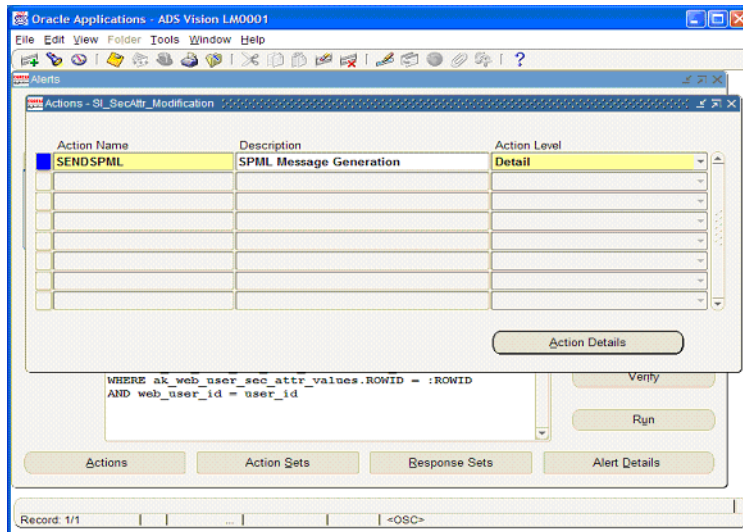 Oracle Applications - ADS Vision LM0001
File Edit View Folder Tools Window Help
Alerts
Actions - SI_SecAttr_Modification
Action Name Description Action Level
SENDSPML SPML Message Generation Detail
Action Details
WHERE ak_web_user_sec_attr_values.ROWID = :ROWID
AND web_user_id = user_id
Verify
Run
Actions Action Sets Response Sets Alert Details
Record: 1/1 ... <OSC>